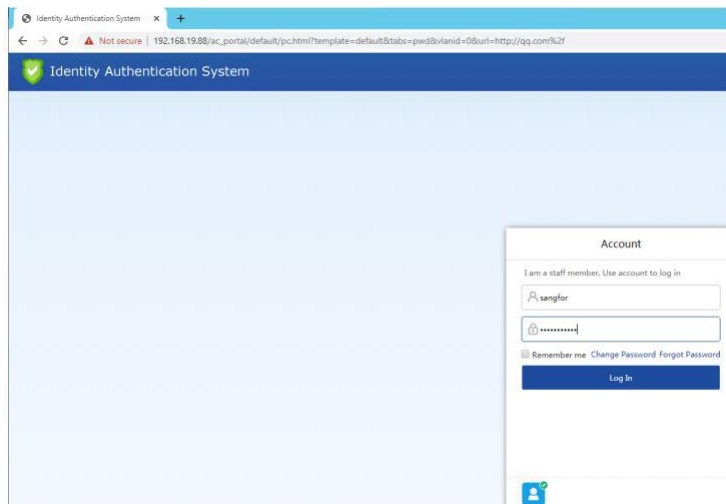 Identity Authentication System
Not secure | 192.168.19.88/ac_portal/default/pc.html?template=default&tabs=pwd&vlanid=0&url=http://qq.com%2f
Identity Authentication System
Account
I am a staff member. Use account to log in
sangfor
Remember me Change Password Forgot Password
Log In